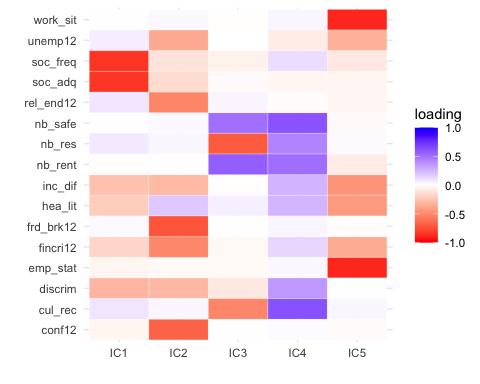 work_sit
unemp12
soc_freq
soc_adq
rel_end12
nb_safe
nb_res
nb_rent
inc_dif
hea_lit
frd_brk12
fincri12
emp_stat
discrim
cul_rec
conf12
IC1 IC2 IC3 IC4 IC5
loading
1.0
0.5
0.0
-0.5
-1.0